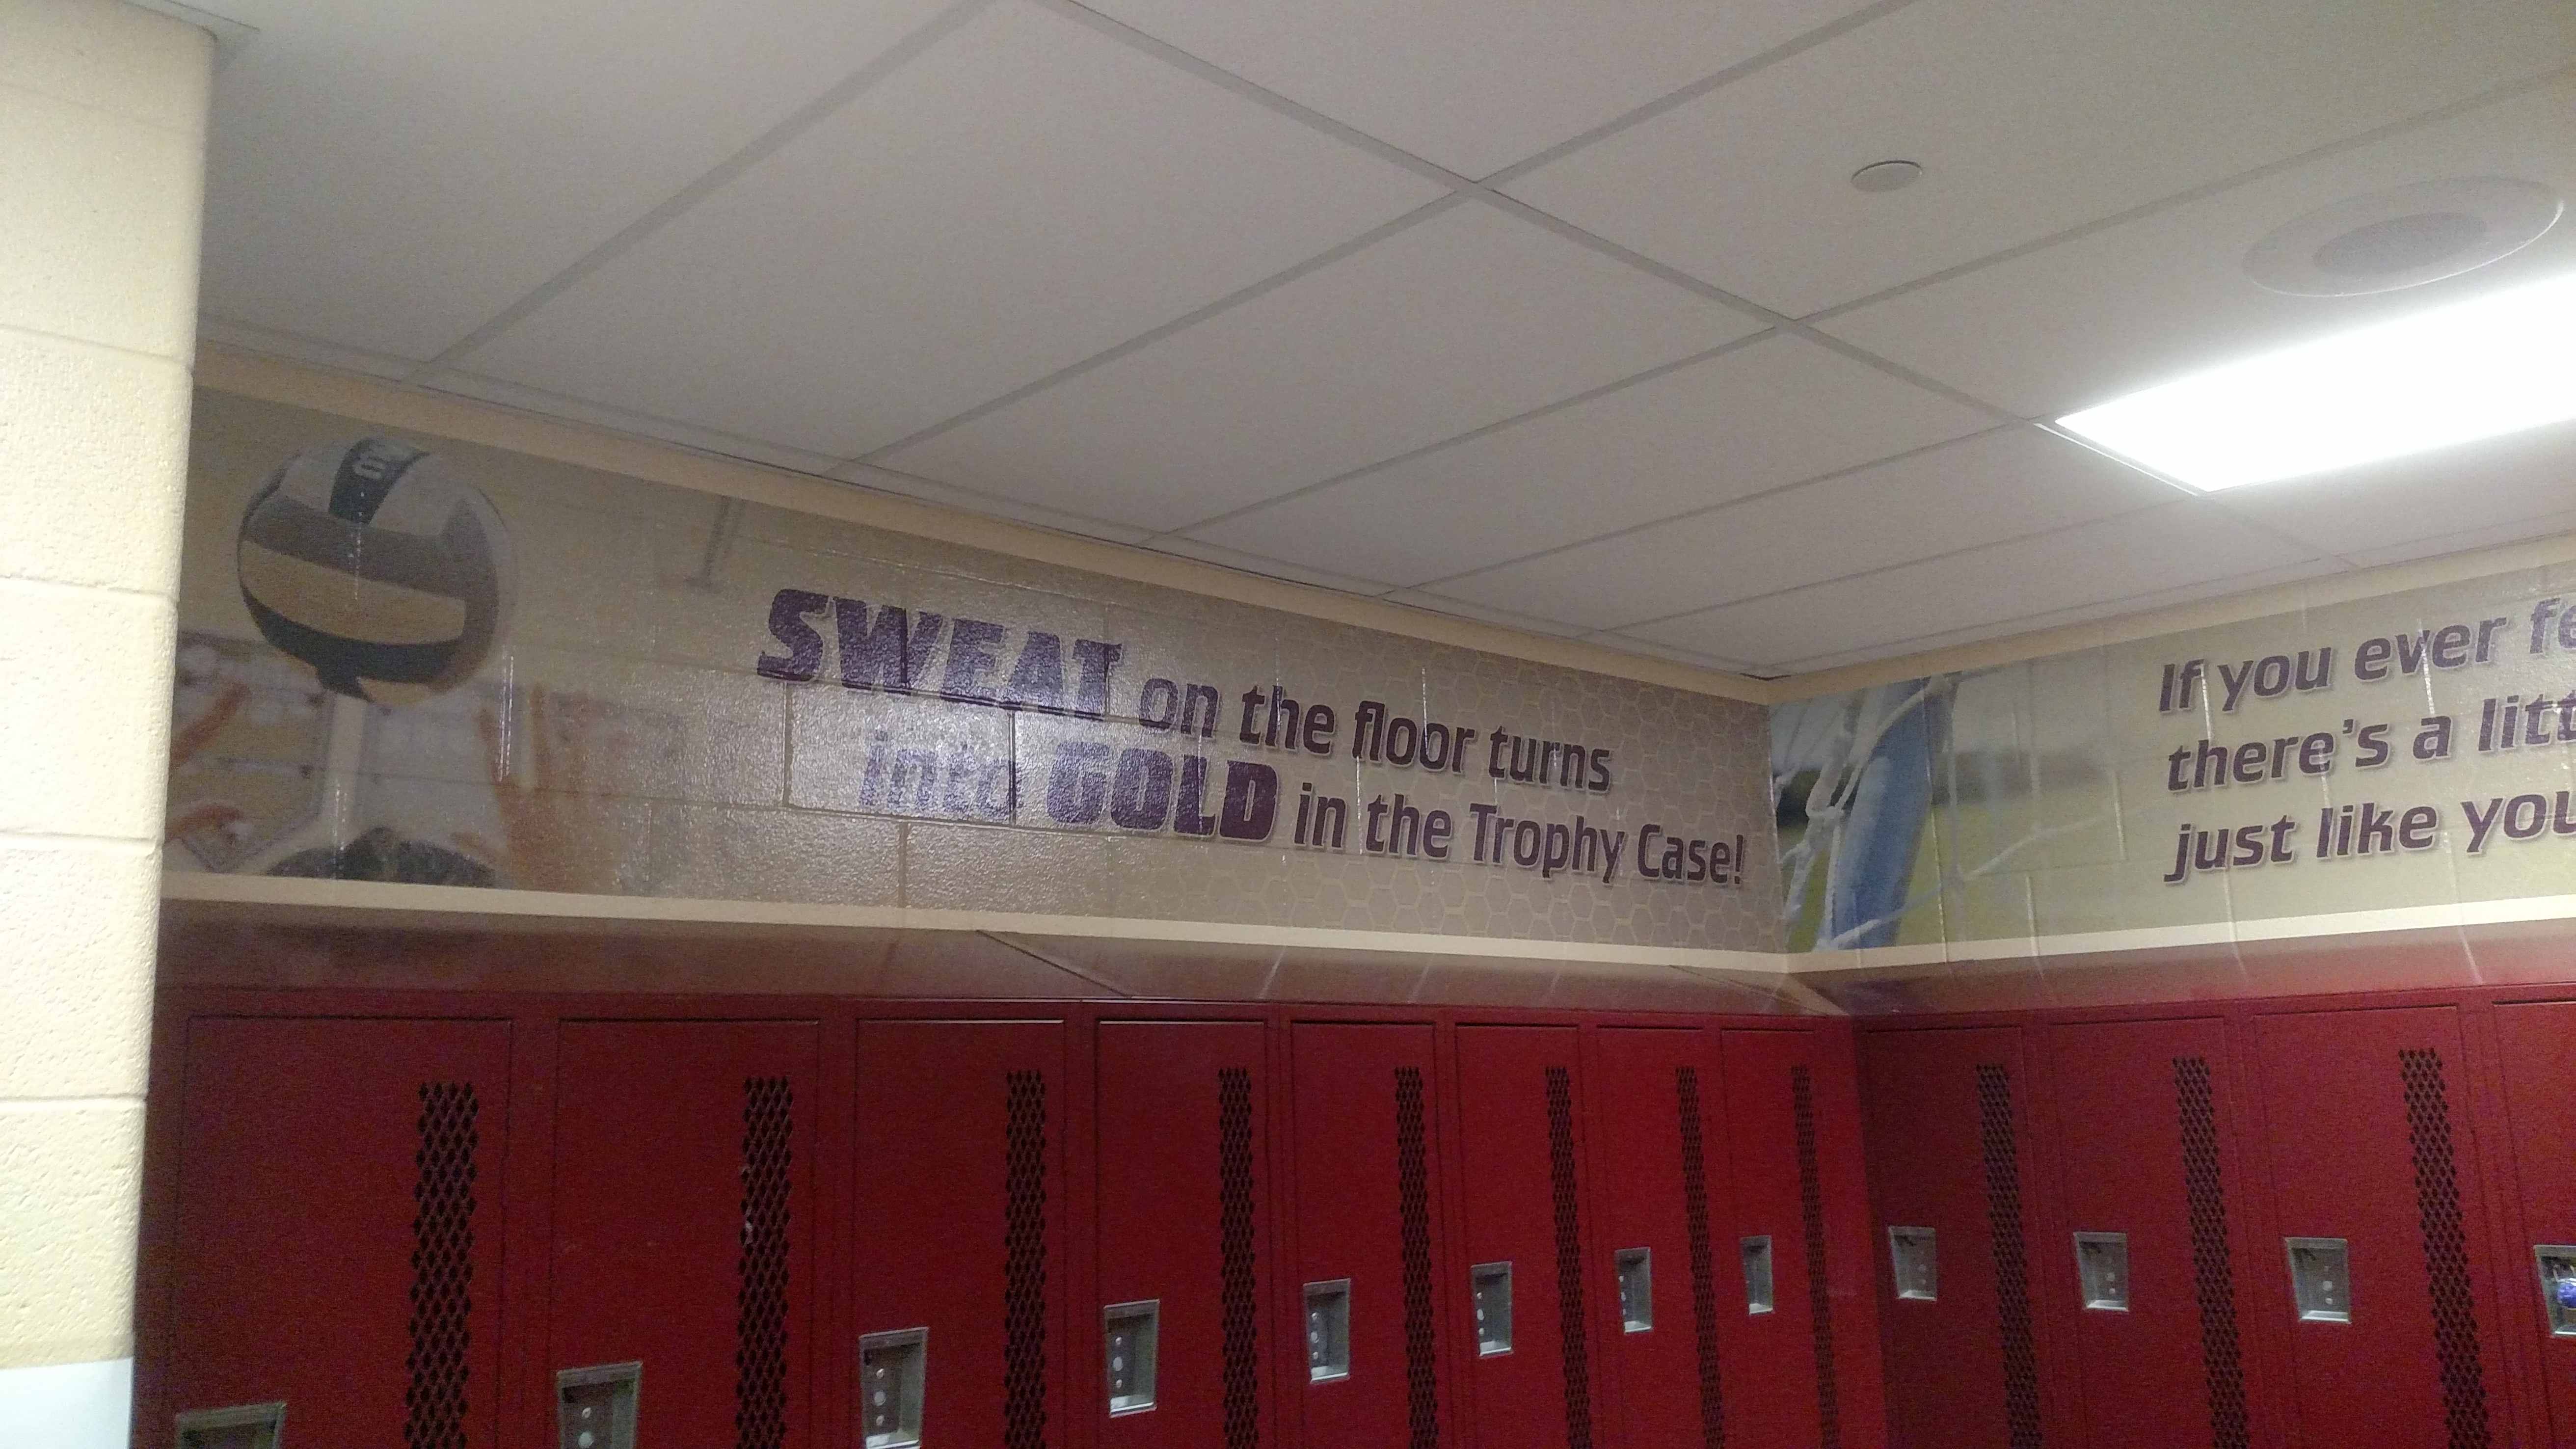 SWEAT on the floor turns
into GOLD in the Trophy Case!
If you ever
there's a
just like